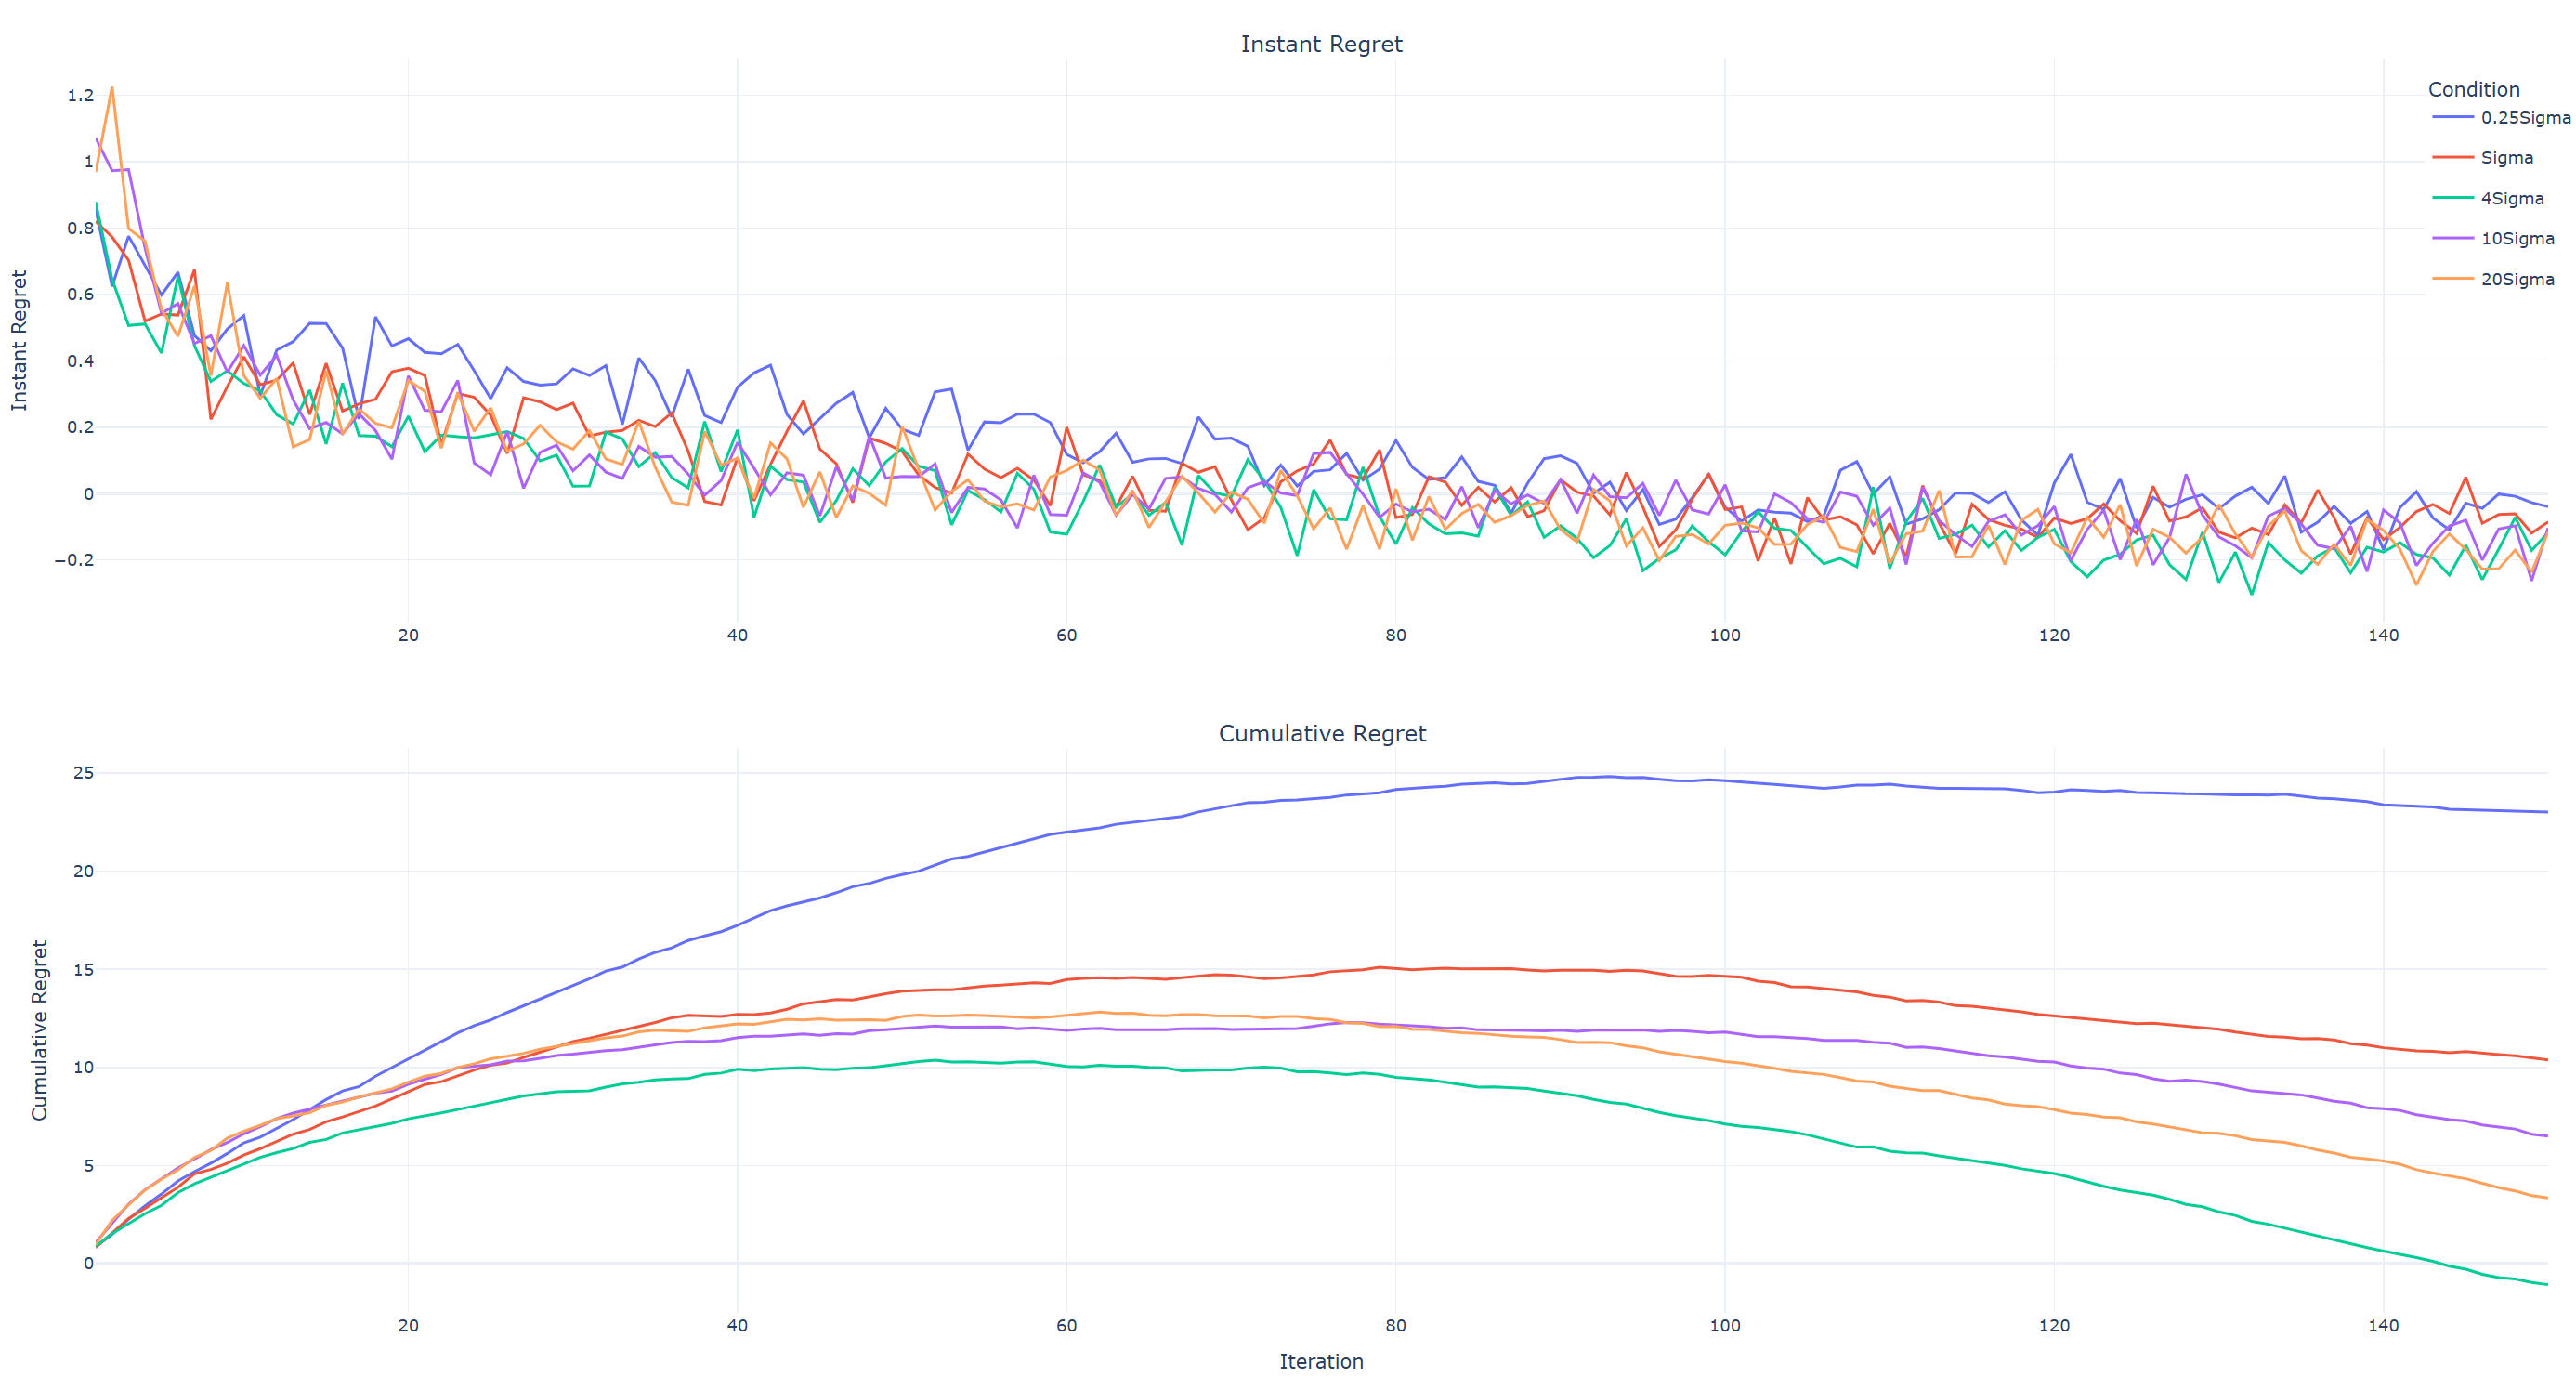 Instant Regret
Condition
0.25Sigma
Sigma
4Sigma
10Sigma
20Sigma
Instant Regret
1.2
1
0.8
0.6
0.4
0.2
0
−0.2
20 40 60 80 100 120 140
Cumulative Regret
Cumulative Regret
25
20
15
10
5
0
20 40 60 80 100 120 140
Iteration